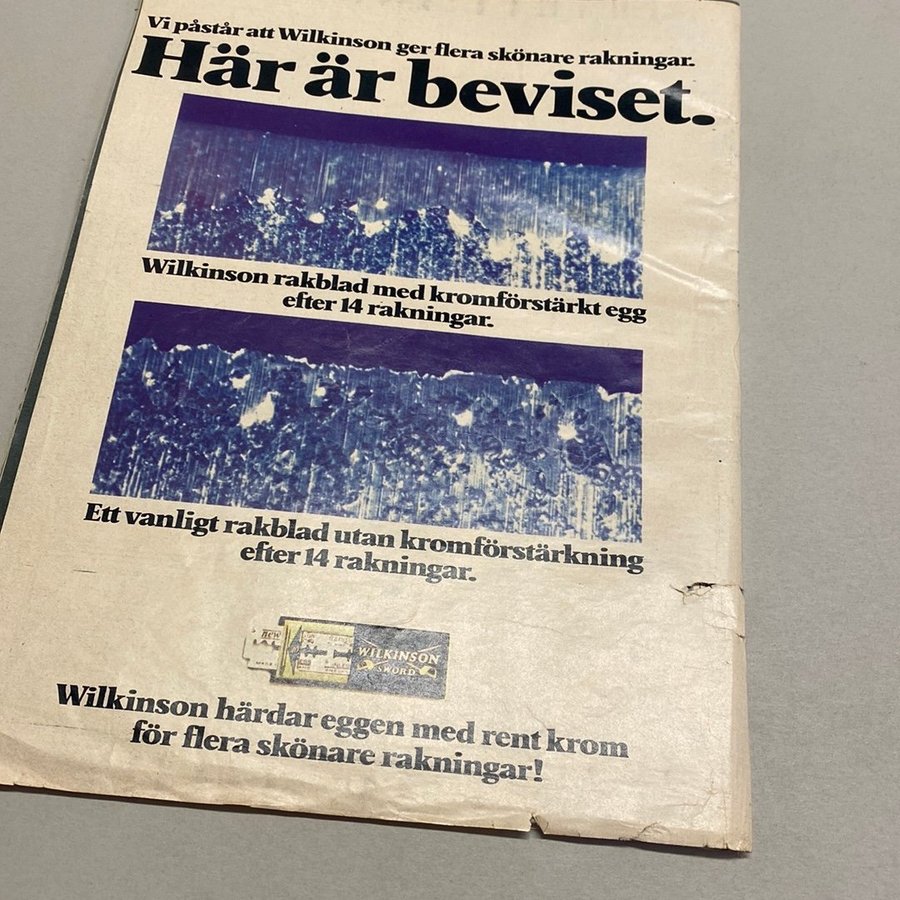 Vi påstår att Wilkinson ger flera skönare rakningar.
Här är beviset.
Wilkinson rakblad med kromförstärkt egg
efter 14 rakningar.
Ett vanligt rakblad utan kromförstärkning
efter 14 rakningar.
new
WILKINSON
SWORD
Wilkinson härdar eggen med rent krom
för flera skönare rakningar!